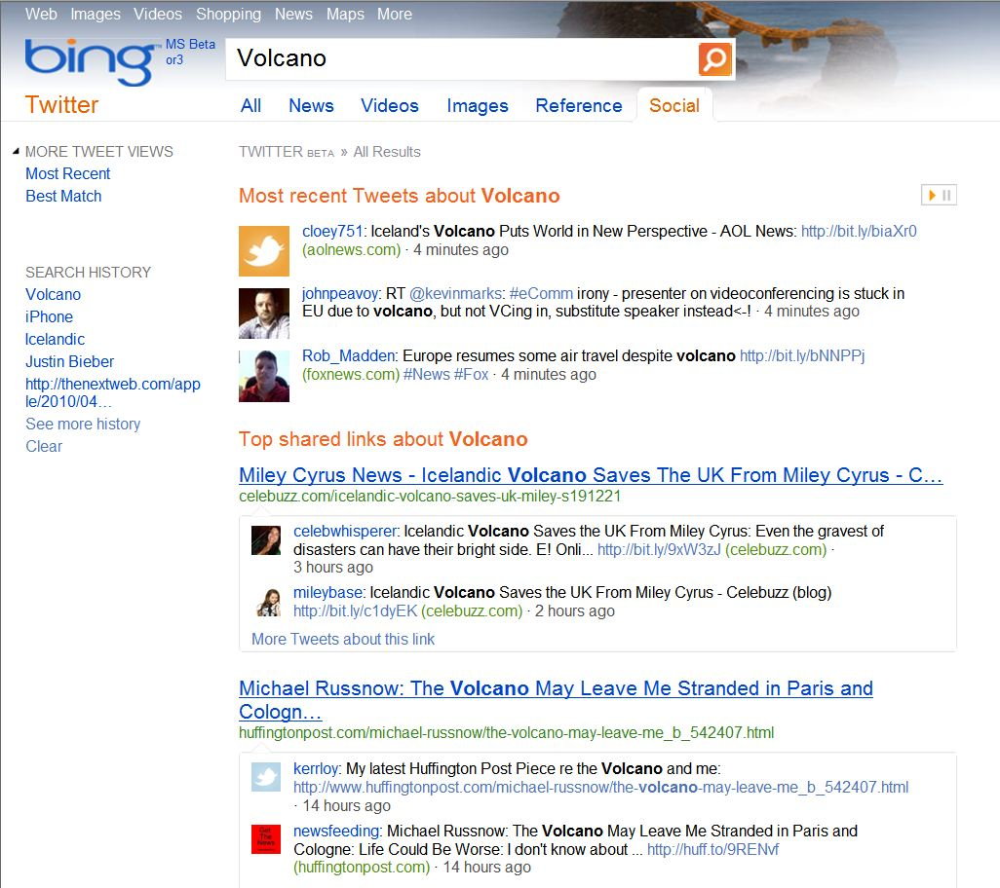 Web Images Videos Shopping News Maps More
bing™ MS Beta
or3
Volcano
Twitter
All News Videos Images Reference Social
MORE TWEET VIEWS
Most Recent
Best Match
SEARCH HISTORY
Volcano
iPhone
Icelandic
Justin Bieber
http://thenextweb.com/app
le/2010/04…
See more history
Clear
TWITTER BETA » All Results
Most recent Tweets about Volcano
cloey751: Iceland's Volcano Puts World in New Perspective - AOL News: http://bit.ly/biaXr0
(aolnews.com) · 4 minutes ago
johnpeavoy: RT @kevinmarks: #eComm irony - presenter on videoconferencing is stuck in
EU due to volcano, but not VCing in, substitute speaker instead<-! · 4 minutes ago
Rob_Madden: Europe resumes some air travel despite volcano http://bit.ly/bNNPPj
(foxnews.com) #News #Fox · 4 minutes ago
Top shared links about Volcano
Miley Cyrus News - Icelandic Volcano Saves The UK From Miley Cyrus - C…
celebuzz.com/icelandic-volcano-saves-uk-miley-s191221
celebwhisperer: Icelandic Volcano Saves the UK From Miley Cyrus: Even the gravest of
disasters can have their bright side. E! Onli... http://bit.ly/9xW3zJ (celebuzz.com) ·
3 hours ago
mileybase: Icelandic Volcano Saves the UK From Miley Cyrus - Celebuzz (blog)
http://bit.ly/c1dyEK (celebuzz.com) · 2 hours ago
More Tweets about this link
Michael Russnow: The Volcano May Leave Me Stranded in Paris and
Cologn…
huffingtonpost.com/michael-russnow/the-volcano-may-leave-me_b_542407.html
kerrloy: My latest Huffington Post Piece re the Volcano and me:
http://www.huffingtonpost.com/michael-russnow/the-volcano-may-leave-me_b_542407.html
· 14 hours ago
Get
The
News
newsfeeding: Michael Russnow: The Volcano May Leave Me Stranded in Paris and
Cologne: Life Could Be Worse: I don't know about ... http://huff.to/9RENvf
(huffingtonpost.com) · 14 hours ago